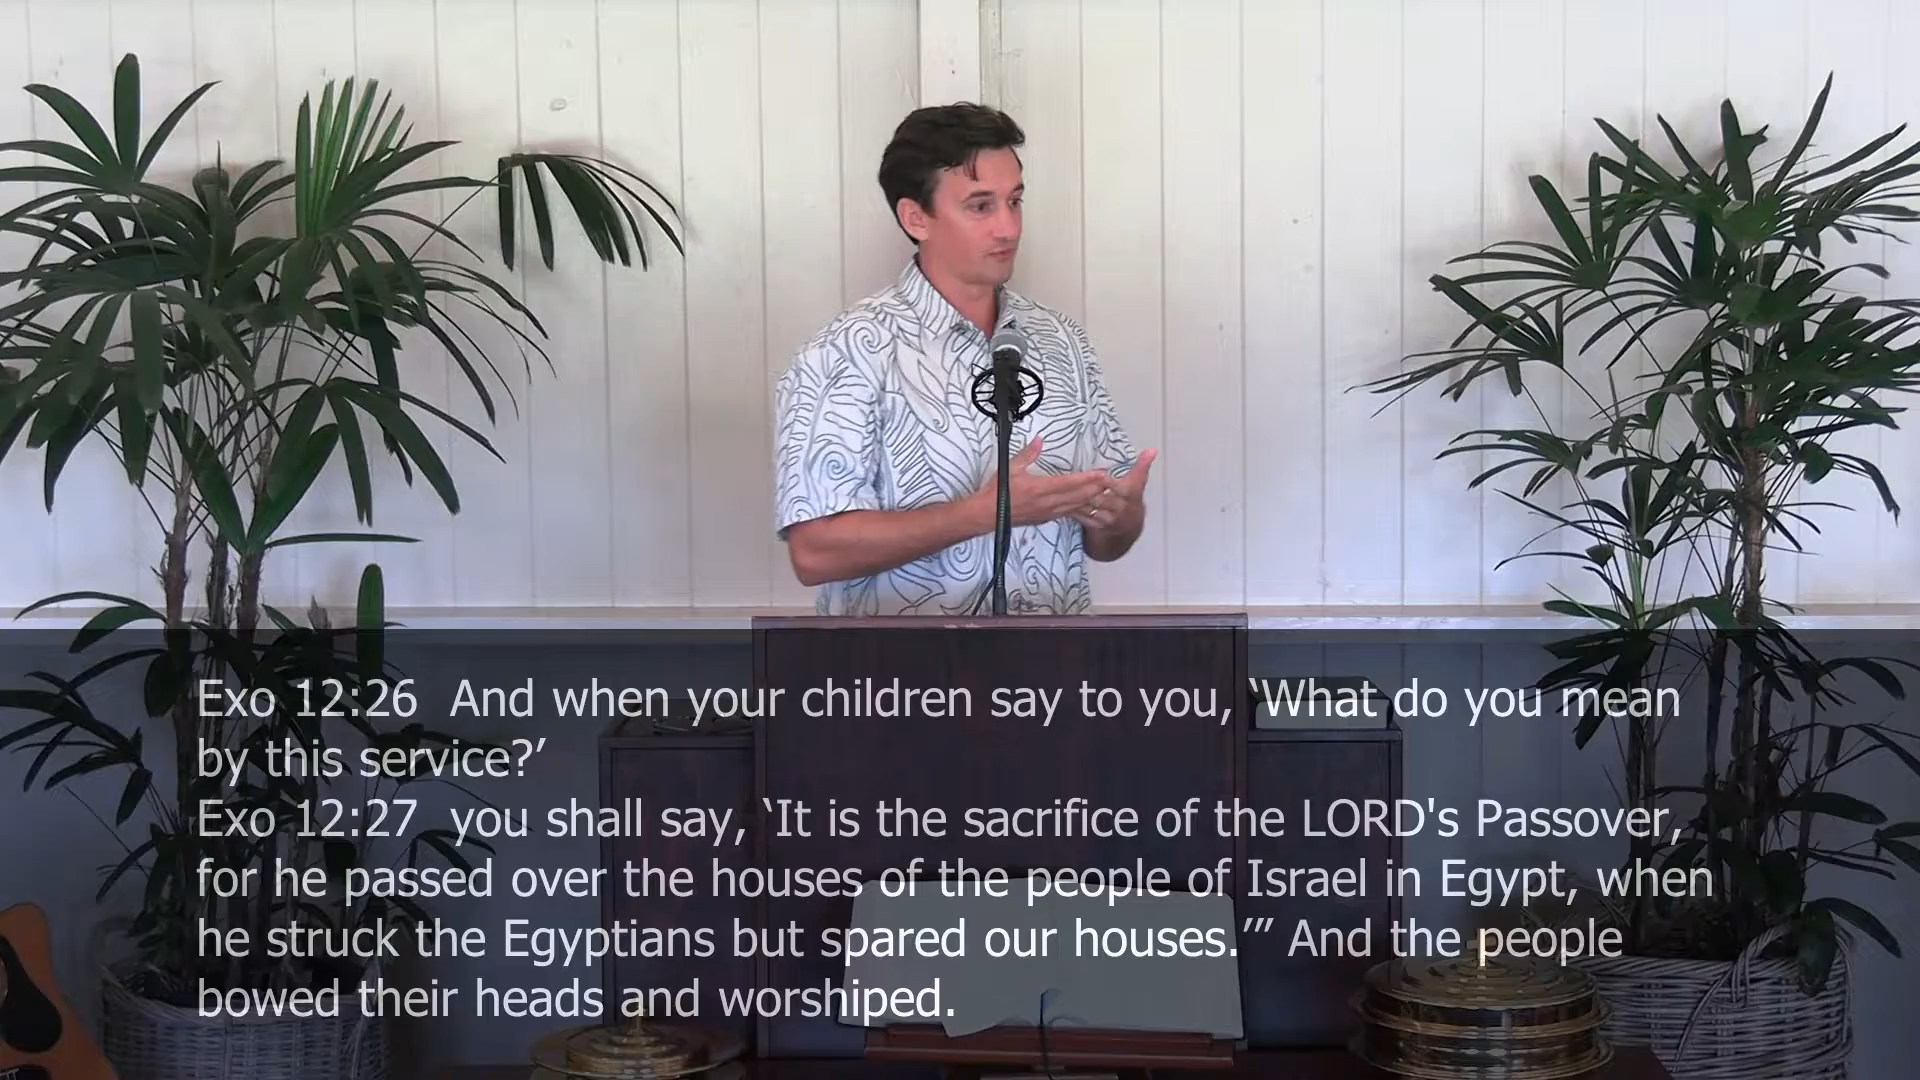 Exo 12:26  And when your children say to you, ‘What do you mean
by this service?’
Exo 12:27  you shall say, ‘It is the sacrifice of the LORD's Passover,
for he passed over the houses of the people of Israel in Egypt, when
he struck the Egyptians but spared our houses.’” And the people
bowed their heads and worshiped.